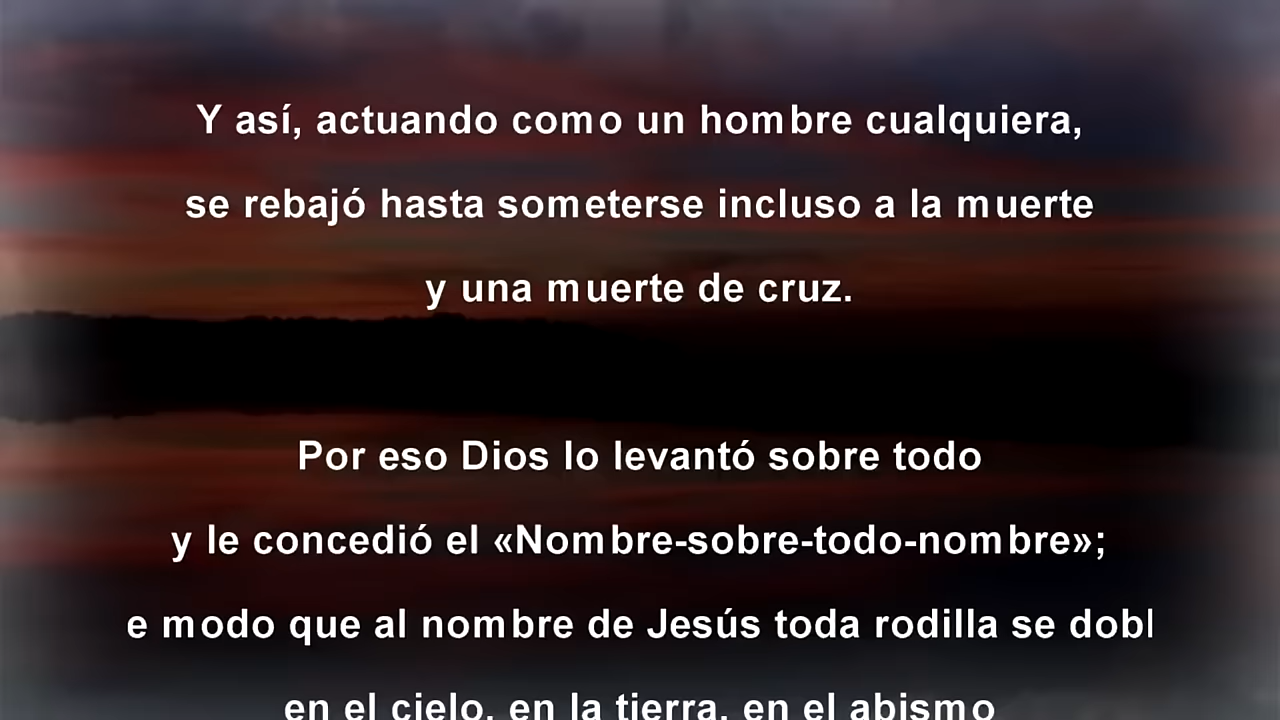 Y así, actuando como un hombre cualquiera,
se rebajó hasta someterse incluso a la muerte
y una muerte de cruz.
Por eso Dios lo levantó sobre todo
y le concedió el «Nombre-sobre-todo-nombre»;
e modo que al nombre de Jesús toda rodilla se dobl
en el cielo, en la tierra, en el abismo